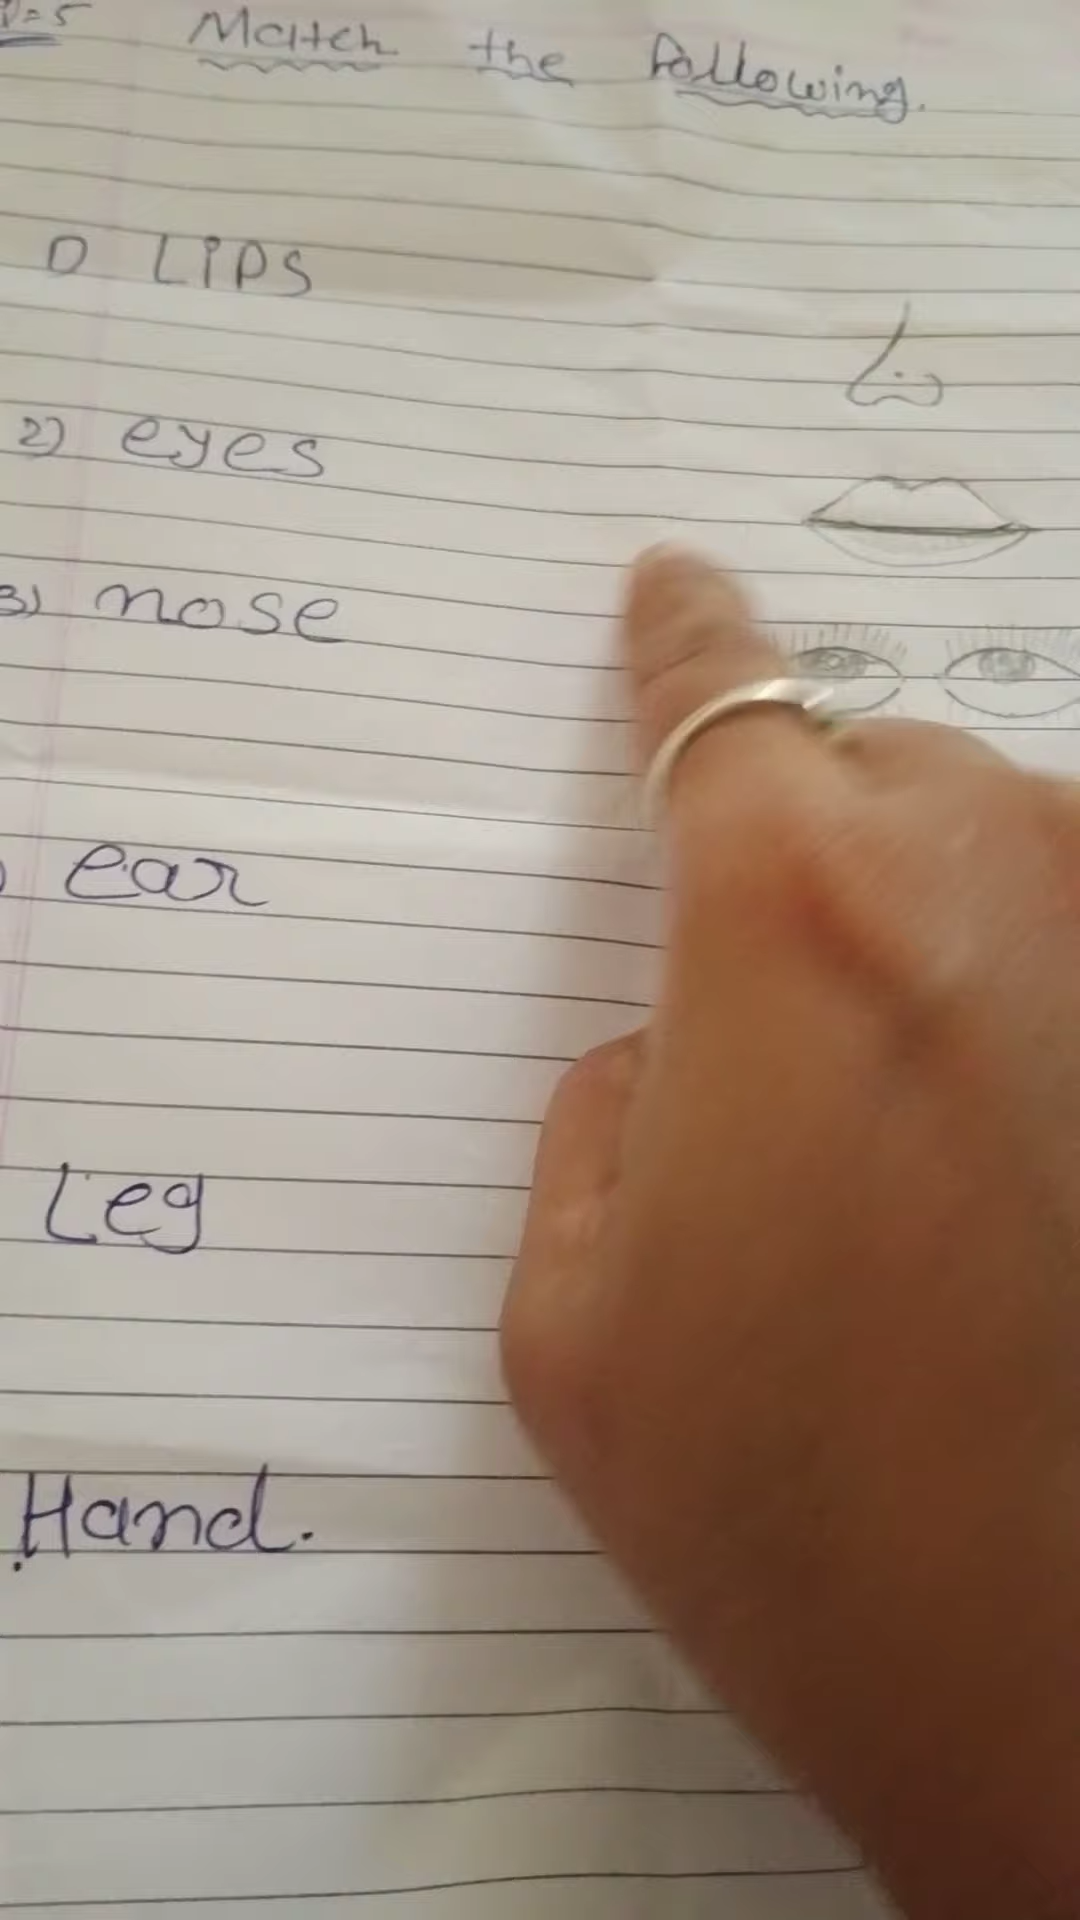 Match the following.
1) LiPS
2) eyes
3) nose
ear
Leg
Hand.